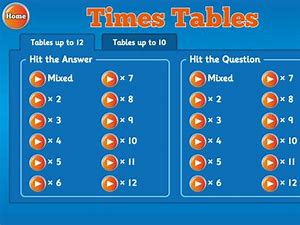 Home
Times Tables
Tables up to 12
Tables up to 10
Hit the Answer
Mixed
× 2
× 3
× 4
× 5
× 6
× 7
× 8
× 9
× 10
× 11
× 12
Hit the Question
Mixed
× 2
× 3
× 4
× 5
× 6
× 7
× 8
× 9
× 10
× 11
× 12